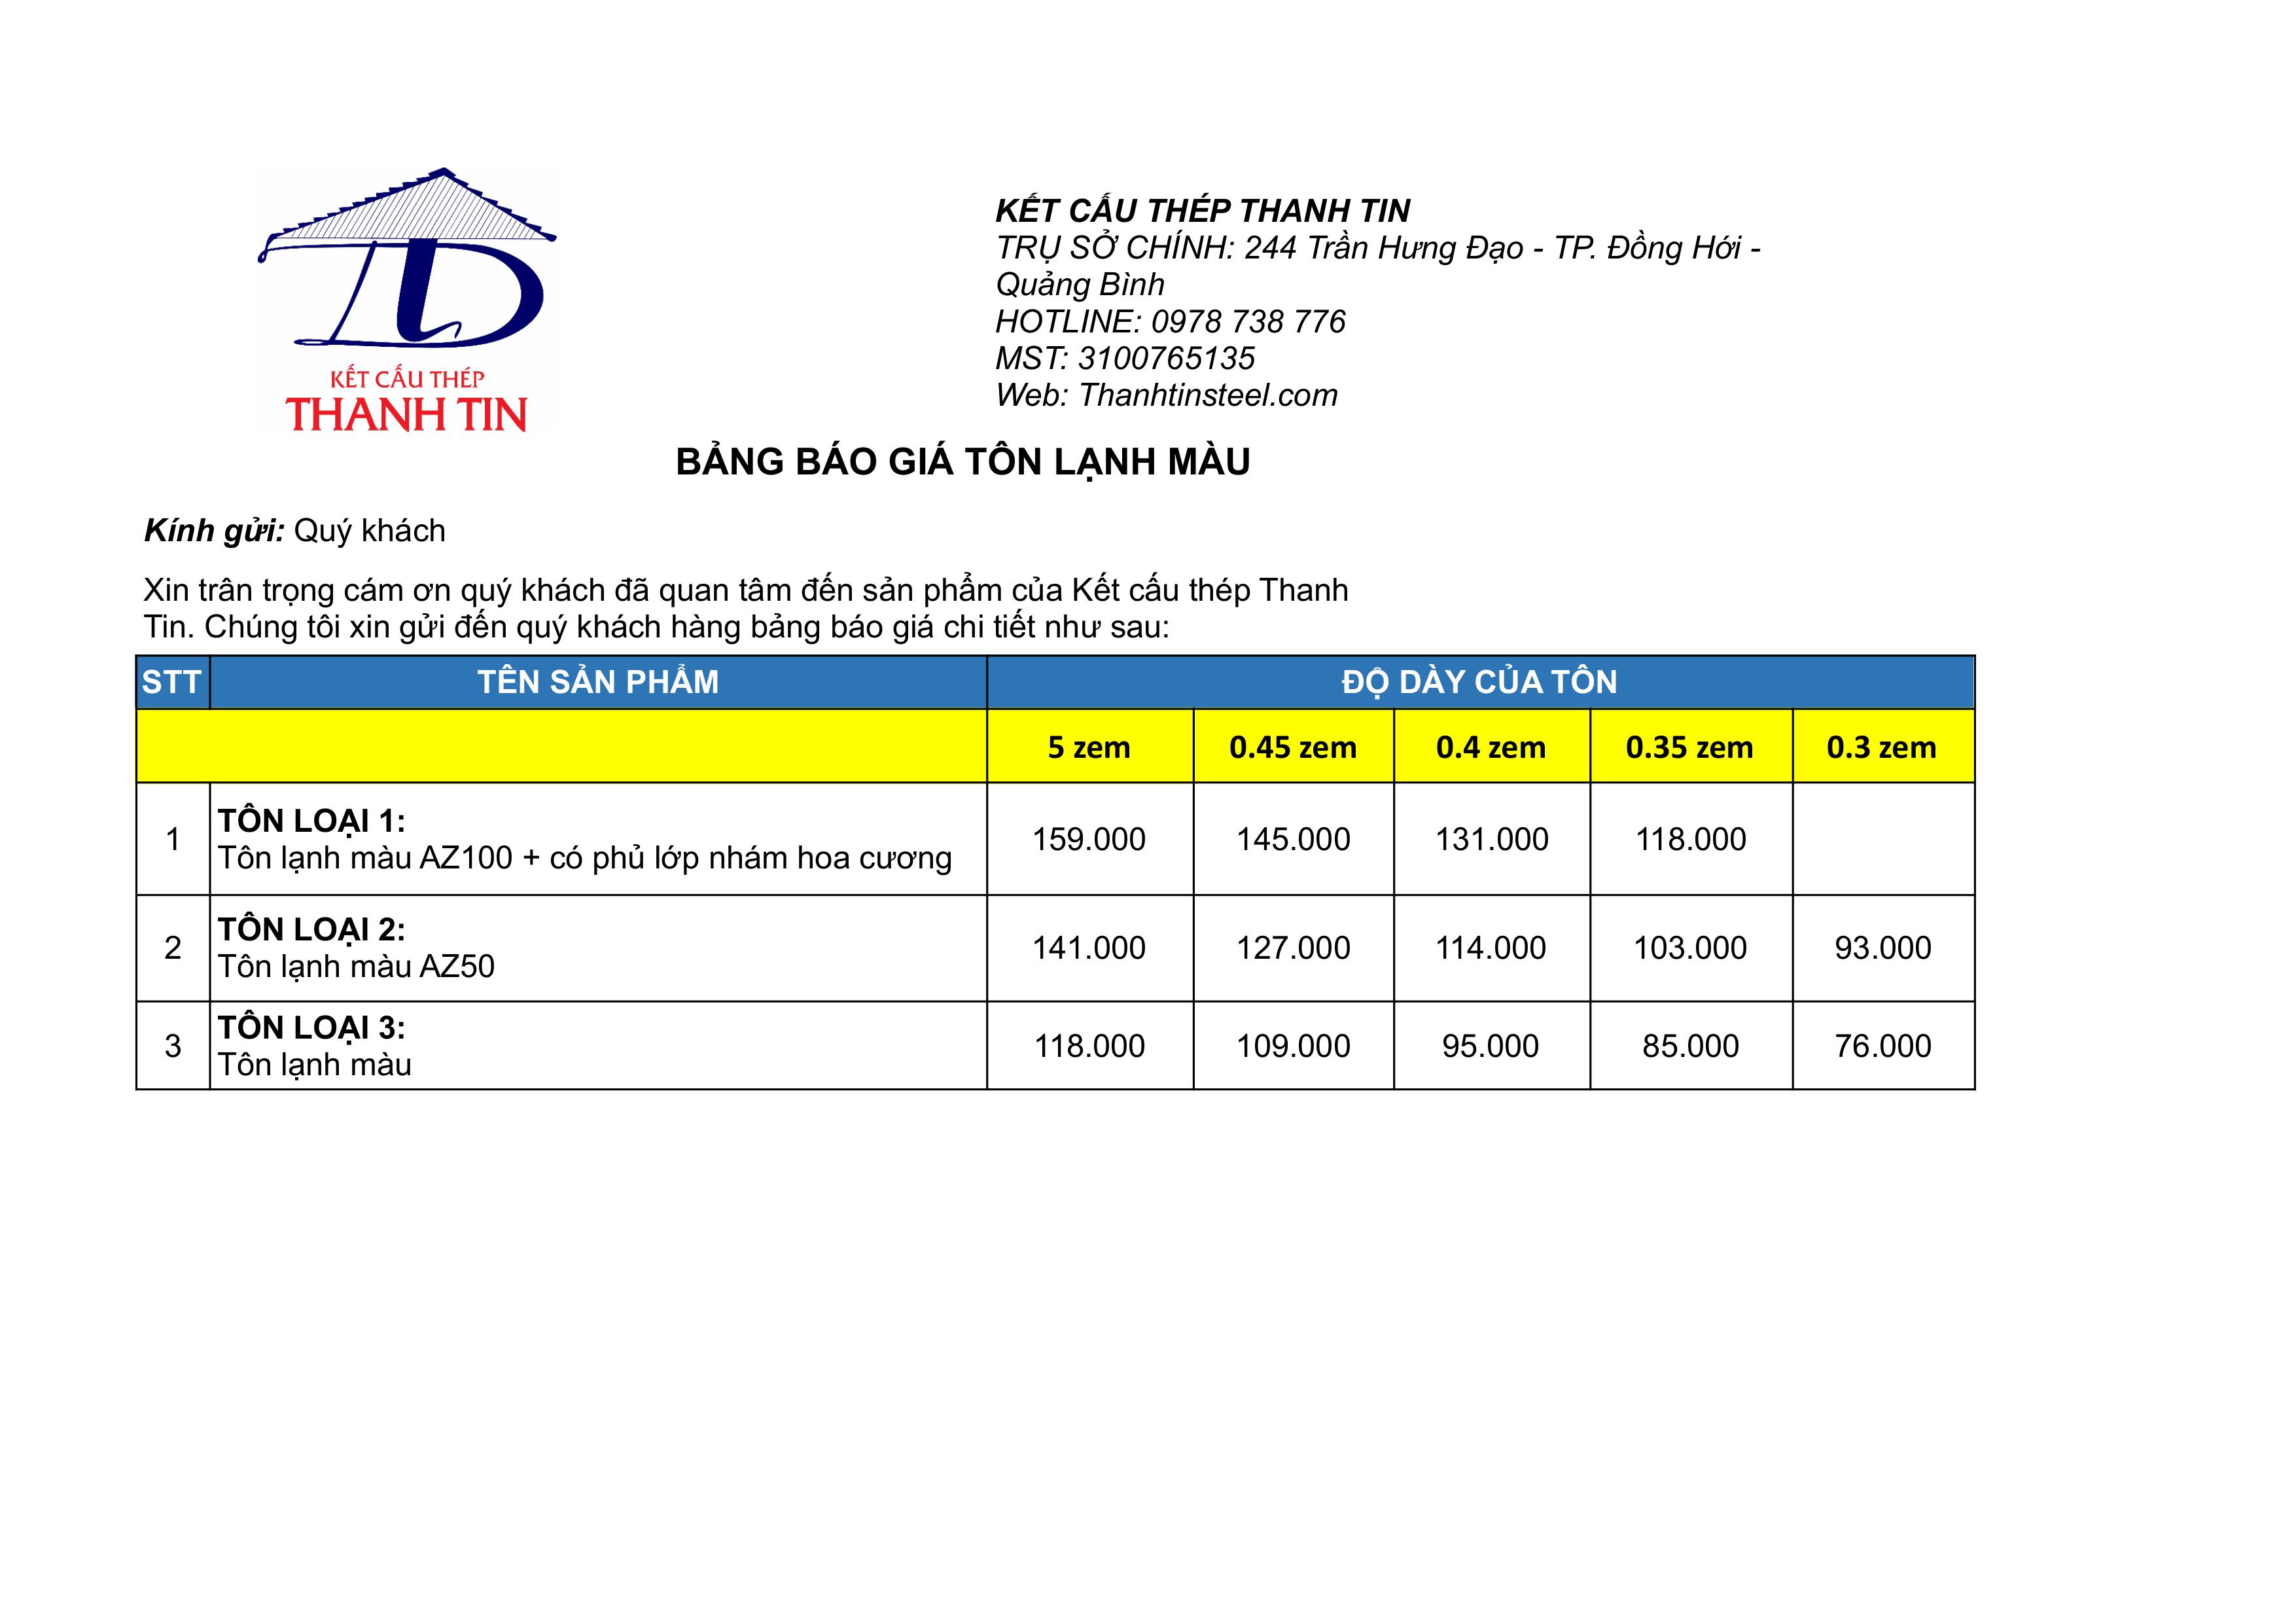 KẾT CẤU THÉP
THANH TIN
KẾT CẤU THÉP THANH TIN
TRỤ SỞ CHÍNH: 244 Trần Hưng Đạo - TP. Đồng Hới -
Quảng Bình
HOTLINE: 0978 738 776
MST: 3100765135
Web: Thanhtinsteel.com
BẢNG BÁO GIÁ TÔN LẠNH MÀU
Kính gửi: Quý khách
Xin trân trọng cám ơn quý khách đã quan tâm đến sản phẩm của Kết cấu thép Thanh
Tin. Chúng tôi xin gửi đến quý khách hàng bảng báo giá chi tiết như sau:
STT TÊN SẢN PHẨM ĐỘ DÀY CỦA TÔN
5 zem 0.45 zem 0.4 zem 0.35 zem 0.3 zem
TÔN LOẠI 1:
1 Tôn lạnh màu AZ100 + có phủ lớp nhám hoa cương 159.000 145.000 131.000 118.000
TÔN LOẠI 2:
2 Tôn lạnh màu AZ50 141.000 127.000 114.000 103.000 93.000
TÔN LOẠI 3:
3 Tôn lạnh màu 118.000 109.000 95.000 85.000 76.000